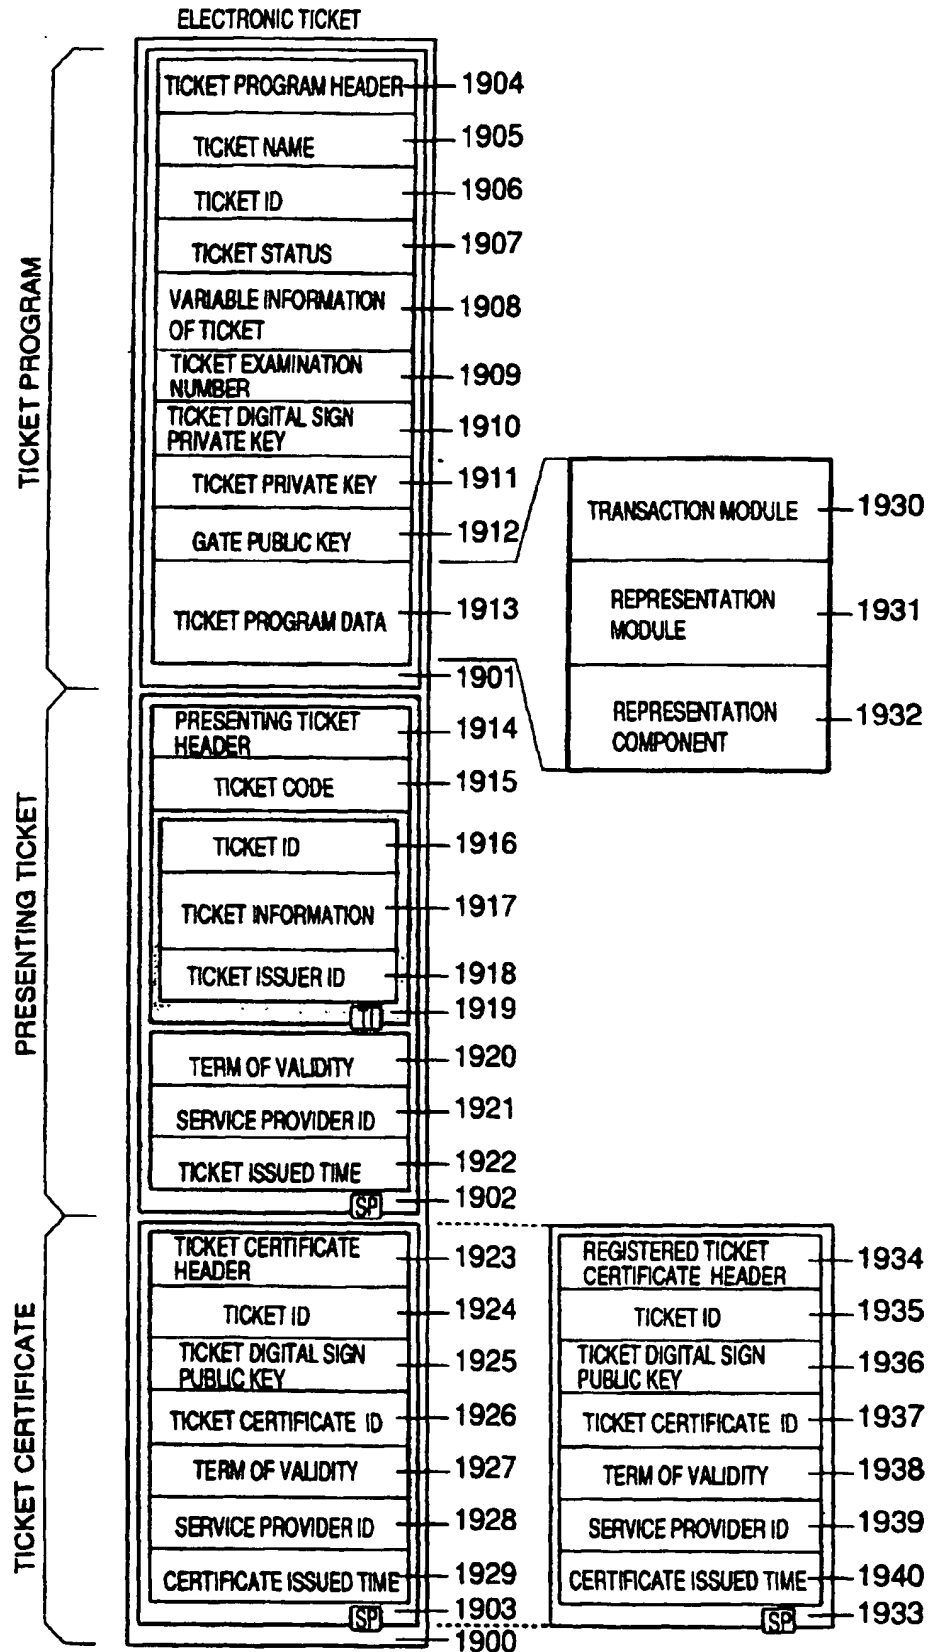 ELECTRONIC TICKET
TICKET PROGRAM
TICKET PROGRAM HEADER 1904
TICKET NAME 1905
TICKET ID 1906
TICKET STATUS 1907
VARIABLE INFORMATION
OF TICKET 1908
TICKET EXAMINATION
NUMBER 1909
TICKET DIGITAL SIGN
PRIVATE KEY 1910
TICKET PRIVATE KEY 1911
GATE PUBLIC KEY 1912
TICKET PROGRAM DATA 1913
1901
TRANSACTION MODULE 1930
REPRESENTATION
MODULE 1931
REPRESENTATION
COMPONENT 1932
PRESENTING TICKET
PRESENTING TICKET
HEADER 1914
TICKET CODE 1915
TICKET ID 1916
TICKET INFORMATION 1917
TICKET ISSUER ID 1918
TI 1919
TERM OF VALIDITY 1920
SERVICE PROVIDER ID 1921
TICKET ISSUED TIME 1922
SP 1902
TICKET CERTIFICATE
TICKET CERTIFICATE
HEADER 1923
TICKET ID 1924
TICKET DIGITAL SIGN
PUBLIC KEY 1925
TICKET CERTIFICATE ID 1926
TERM OF VALIDITY 1927
SERVICE PROVIDER ID 1928
CERTIFICATE ISSUED TIME 1929
SP 1903
1900
REGISTERED TICKET
CERTIFICATE HEADER 1934
TICKET ID 1935
TICKET DIGITAL SIGN
PUBLIC KEY 1936
TICKET CERTIFICATE ID 1937
TERM OF VALIDITY 1938
SERVICE PROVIDER ID 1939
CERTIFICATE ISSUED TIME 1940
SP 1933